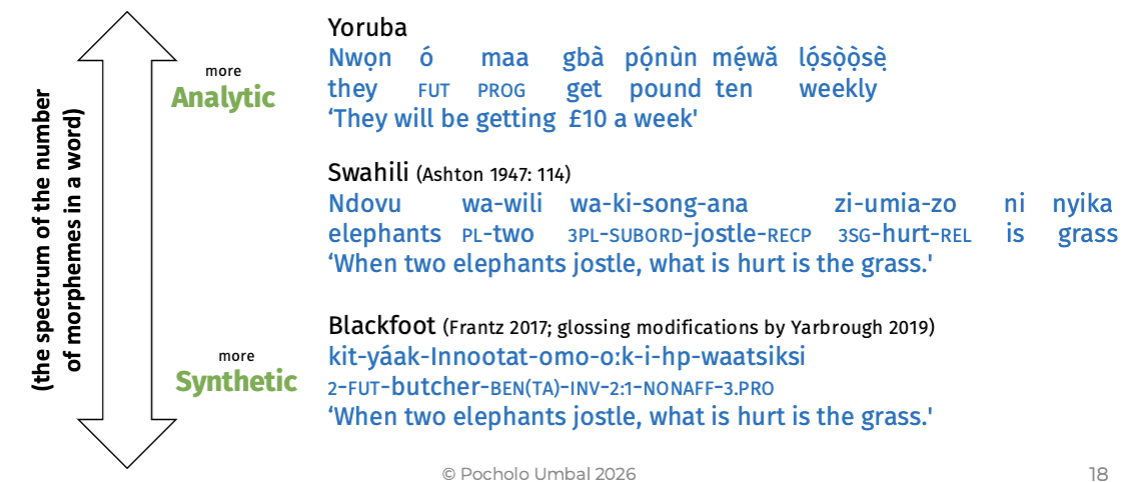 (the spectrum of the number
of morphemes in a word)
more
Analytic
more
Synthetic
Yoruba
Nwọn ó maa gbà pọ́nùn mẹ́wǎ lọ́sọ̀ọ̀sẹ̀
they FUT PROG get pound ten weekly
‘They will be getting £10 a week'
Swahili (Ashton 1947: 114)
Ndovu wa-wili wa-ki-song-ana zi-umia-zo ni nyika
elephants PL-two 3PL-SUBORD-jostle-RECP 3SG-hurt-REL is grass
‘When two elephants jostle, what is hurt is the grass.'
Blackfoot (Frantz 2017; glossing modifications by Yarbrough 2019)
kit-yáak-Innootat-omo-o:k-i-hp-waatsiksi
2-FUT-butcher-BEN(TA)-INV-2:1-NONAFF-3.PRO
‘When two elephants jostle, what is hurt is the grass.'
© Pocholo Umbal 2026
18